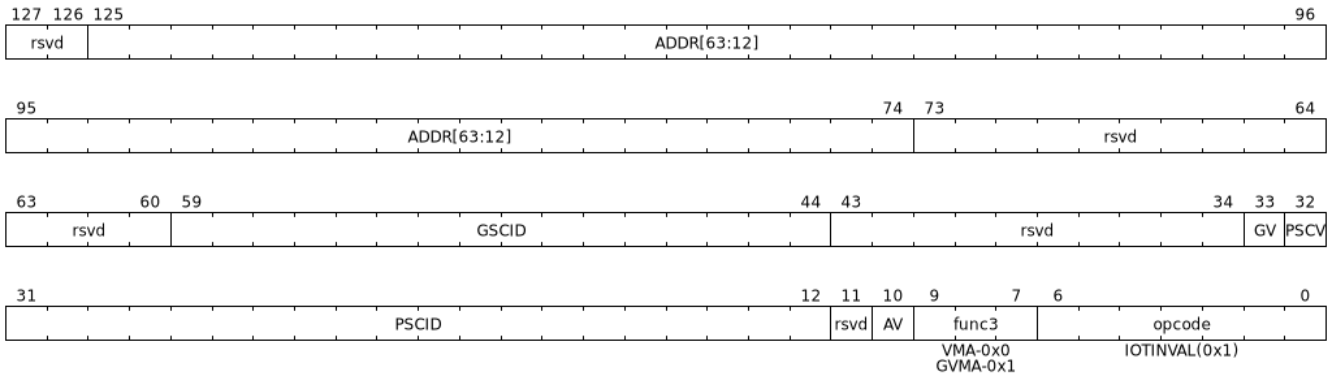 127 126 125 96
rsvd ADDR[63:12]
95 74 73 64
ADDR[63:12] rsvd
63 60 59 44 43 34 33 32
rsvd GSCID rsvd GV PSCV
31 12 11 10 9 7 6 0
PSCID rsvd AV func3 opcode
VMA-0x0 IOTINVAL(0x1)
GVMA-0x1